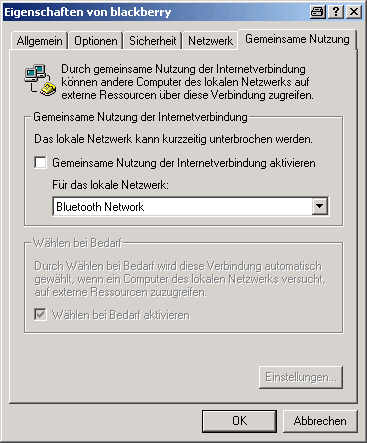 Eigenschaften von blackberry
Allgemein Optionen Sicherheit Netzwerk Gemeinsame Nutzung
Durch gemeinsame Nutzung der Internetverbindung
können andere Computer des lokalen Netzwerks auf
externe Ressourcen über diese Verbindung zugreifen.
Gemeinsame Nutzung der Internetverbindung
Das lokale Netzwerk kann kurzzeitig unterbrochen werden.
Gemeinsame Nutzung der Internetverbindung aktivieren
Für das lokale Netzwerk:
Bluetooth Network
Wählen bei Bedarf
Durch Wählen bei Bedarf wird diese Verbindung automatisch
gewählt, wenn ein Computer des lokalen Netzwerks versucht,
auf externe Ressourcen zuzugreifen.
Wählen bei Bedarf aktivieren
Einstellungen...
OK Abbrechen